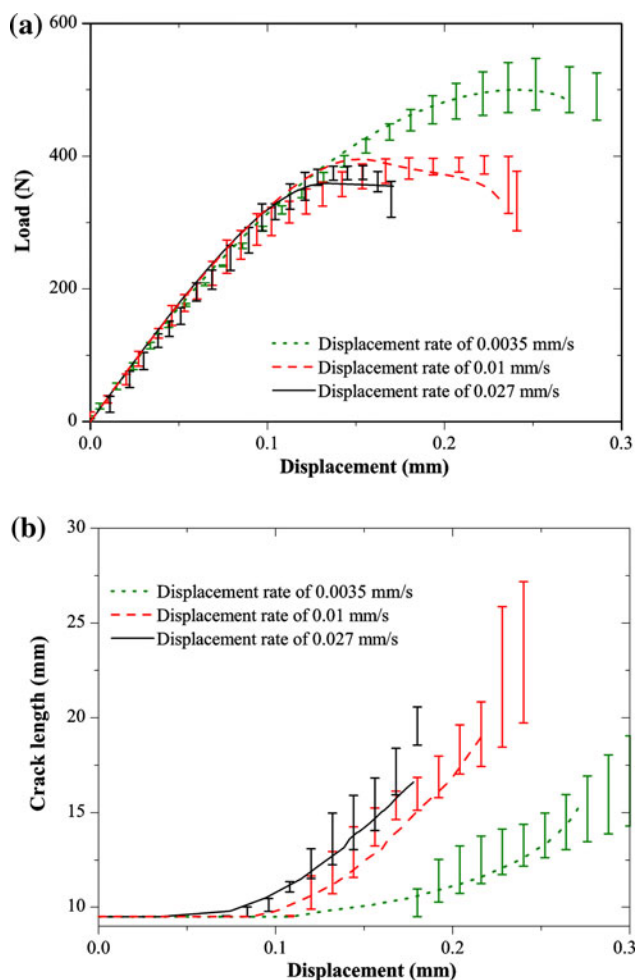 (a)
600
400
200
0
Load (N)
Displacement rate of 0.0035 mm/s
Displacement rate of 0.01 mm/s
Displacement rate of 0.027 mm/s
0.0 0.1 0.2 0.3
Displacement (mm)
(b)
30
25
20
15
10
Crack length (mm)
Displacement rate of 0.0035 mm/s
Displacement rate of 0.01 mm/s
Displacement rate of 0.027 mm/s
0.0 0.1 0.2 0.3
Displacement (mm)